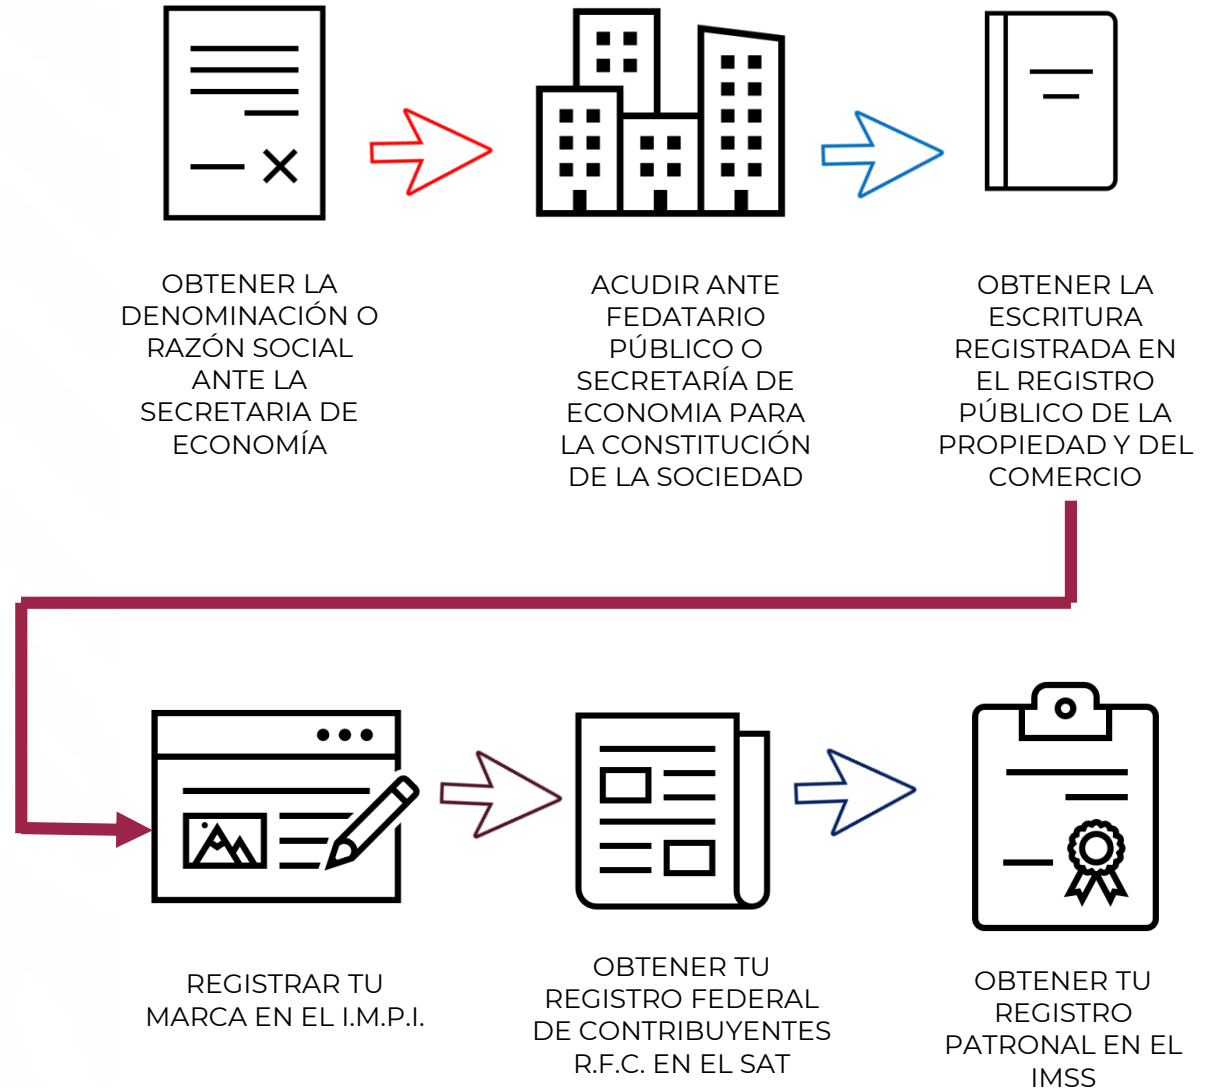 OBTENER LA
DENOMINACIÓN O
RAZÓN SOCIAL
ANTE LA
SECRETARIA DE
ECONOMÍA
ACUDIR ANTE
FEDATARIO
PÚBLICO O
SECRETARÍA DE
ECONOMIA PARA
LA CONSTITUCIÓN
DE LA SOCIEDAD
OBTENER LA
ESCRITURA
REGISTRADA EN
EL REGISTRO
PÚBLICO DE LA
PROPIEDAD Y DEL
COMERCIO
REGISTRAR TU
MARCA EN EL I.M.P.I.
OBTENER TU
REGISTRO FEDERAL
DE CONTRIBUYENTES
R.F.C. EN EL SAT
OBTENER TU
REGISTRO
PATRONAL EN EL
IMSS